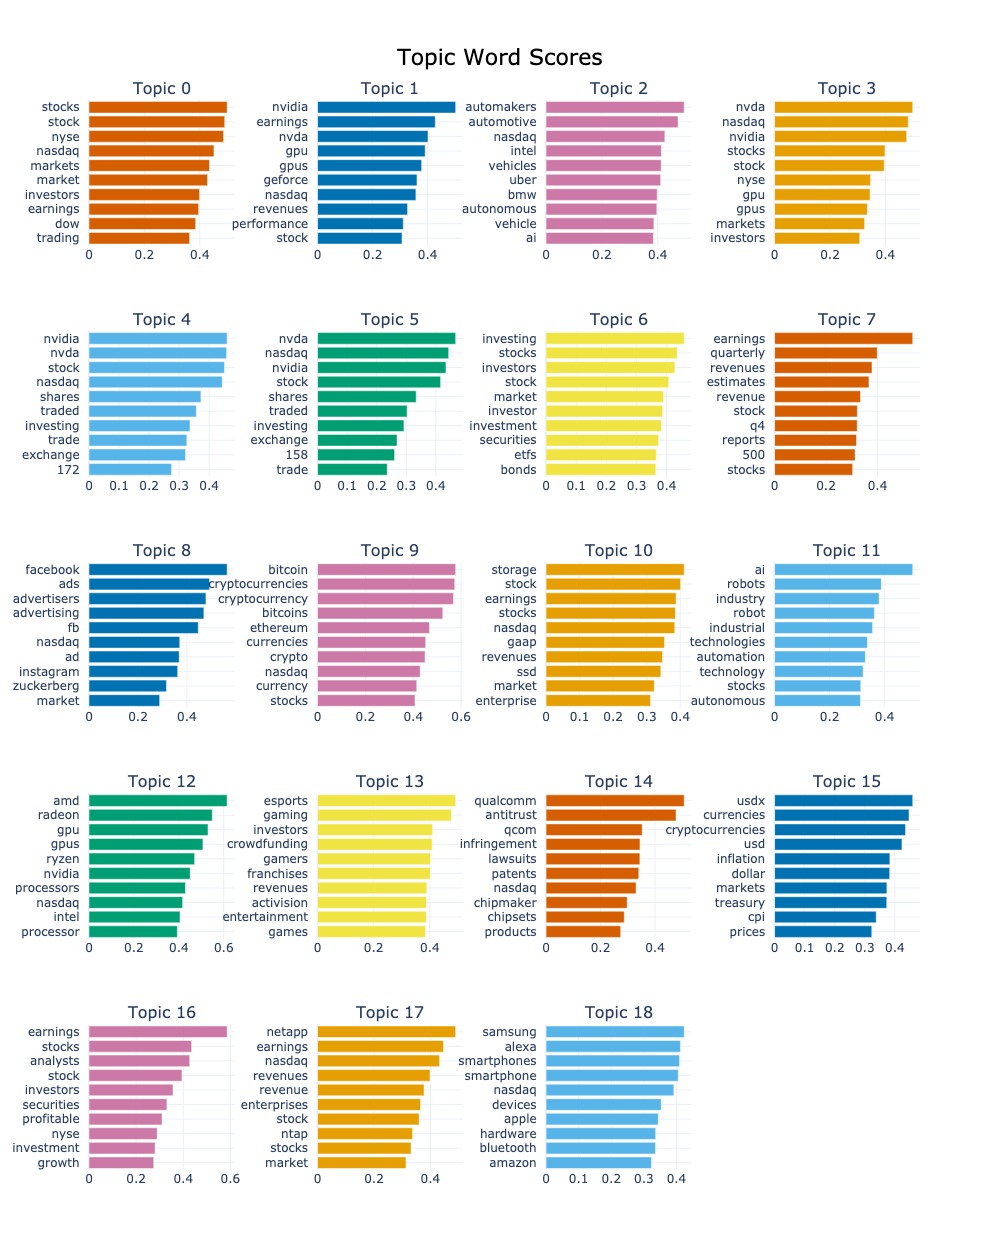 Topic Word Scores
Topic 0
stocks
stock
nyse
nasdaq
markets
market
investors
earnings
dow
trading
0 0.2 0.4
Topic 1
nvidia
earnings
nvda
gpu
gpus
geforce
nasdaq
revenues
performance
stock
0 0.2 0.4
Topic 2
automakers
automotive
nasdaq
intel
vehicles
uber
bmw
autonomous
vehicle
ai
0 0.2 0.4
Topic 3
nvda
nasdaq
nvidia
stocks
stock
nyse
gpu
gpus
markets
investors
0 0.2 0.4
Topic 4
nvidia
nvda
stock
nasdaq
shares
traded
investing
trade
exchange
172
0 0.1 0.2 0.3 0.4
Topic 5
nvda
nasdaq
nvidia
stock
shares
traded
investing
exchange
158
trade
0 0.1 0.2 0.3 0.4
Topic 6
investing
stocks
investors
stock
market
investor
investment
securities
etfs
bonds
0 0.1 0.2 0.3 0.4
Topic 7
earnings
quarterly
revenues
estimates
revenue
stock
q4
reports
500
stocks
0 0.2 0.4
Topic 8
facebook
ads
advertisers
advertising
fb
nasdaq
ad
instagram
zuckerberg
market
0 0.2 0.4
Topic 9
bitcoin
cryptocurrencies
cryptocurrency
bitcoins
ethereum
currencies
crypto
nasdaq
currency
stocks
0 0.2 0.4 0.6
Topic 10
storage
stock
earnings
stocks
nasdaq
gaap
revenues
ssd
market
enterprise
0 0.1 0.2 0.3 0.4
Topic 11
ai
robots
industry
robot
industrial
technologies
automation
technology
stocks
autonomous
0 0.2 0.4
Topic 12
amd
radeon
gpu
gpus
ryzen
nvidia
processors
nasdaq
intel
processor
0 0.2 0.4 0.6
Topic 13
esports
gaming
investors
crowdfunding
gamers
franchises
revenues
activision
entertainment
games
0 0.2 0.4
Topic 14
qualcomm
antitrust
qcom
infringement
lawsuits
patents
nasdaq
chipmaker
chipsets
products
0 0.2 0.4
Topic 15
usdx
currencies
cryptocurrencies
usd
inflation
dollar
markets
treasury
cpi
prices
0 0.1 0.2 0.3 0.4
Topic 16
earnings
stocks
analysts
stock
investors
securities
profitable
nyse
investment
growth
0 0.2 0.4 0.6
Topic 17
netapp
earnings
nasdaq
revenues
revenue
enterprises
stock
ntap
stocks
market
0 0.2 0.4
Topic 18
samsung
alexa
smartphones
smartphone
nasdaq
devices
apple
hardware
bluetooth
amazon
0 0.1 0.2 0.3 0.4